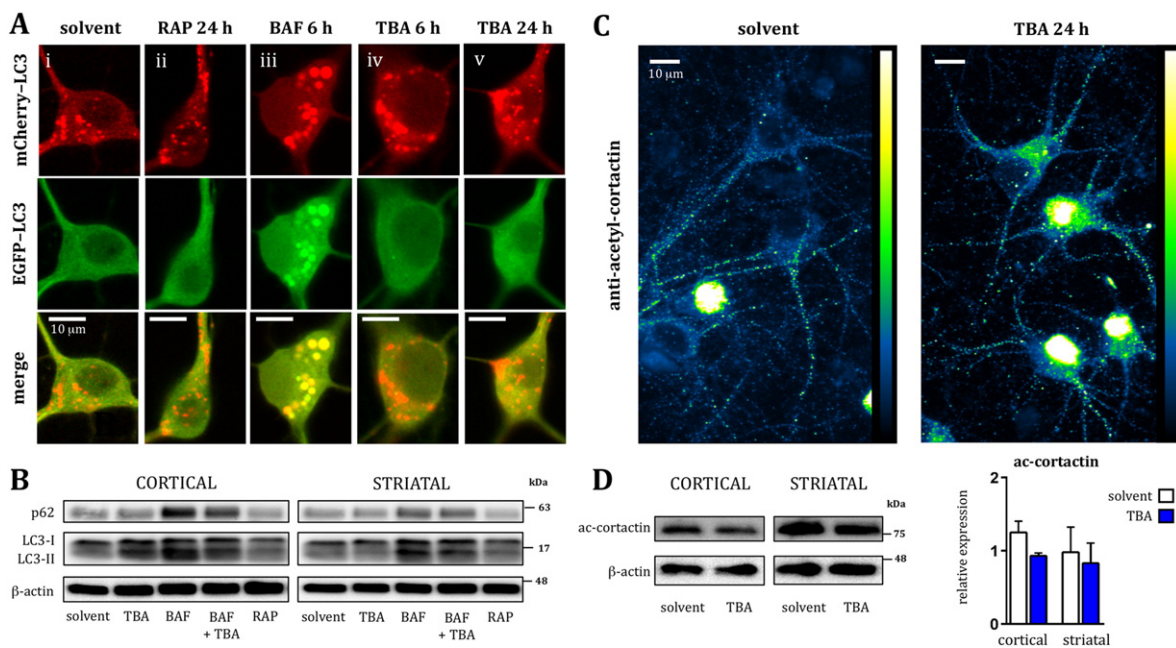 A
solvent
RAP 24 h
BAF 6 h
TBA 6 h
TBA 24 h
i
ii
iii
iv
v
mCherry–LC3
EGFP–LC3
merge
10 µm
B
CORTICAL
STRIATAL
kDa
p62
63
LC3-I
LC3-II
17
β-actin
48
solvent
TBA
BAF
BAF
+ TBA
RAP
solvent
TBA
BAF
BAF
+ TBA
RAP
C
solvent
TBA 24 h
10 µm
anti-acetyl-cortactin
D
CORTICAL
STRIATAL
kDa
ac-cortactin
75
48
β-actin
solvent
TBA
solvent
TBA
ac-cortactin
relative expression
2
1
0
cortical
striatal
solvent
TBA